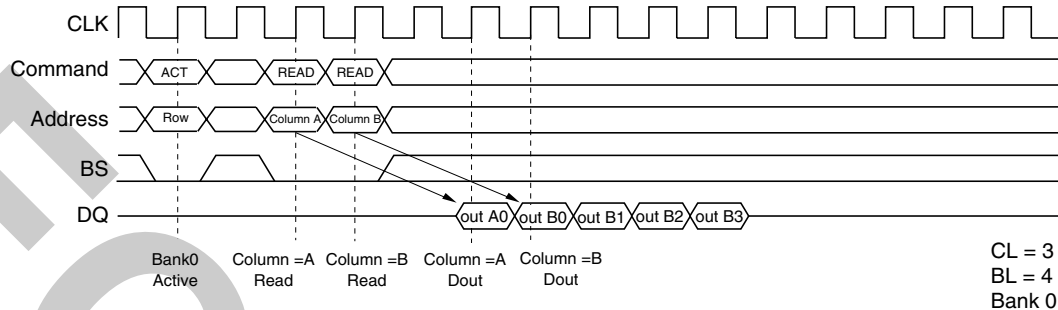 CLK
Command ACT READ READ
Address Row Column A Column B
BS
DQ out A0 out B0 out B1 out B2 out B3
Bank0 Column =A Column =B Column =A Column =B
Active Read Read Dout Dout
CL = 3
BL = 4
Bank 0